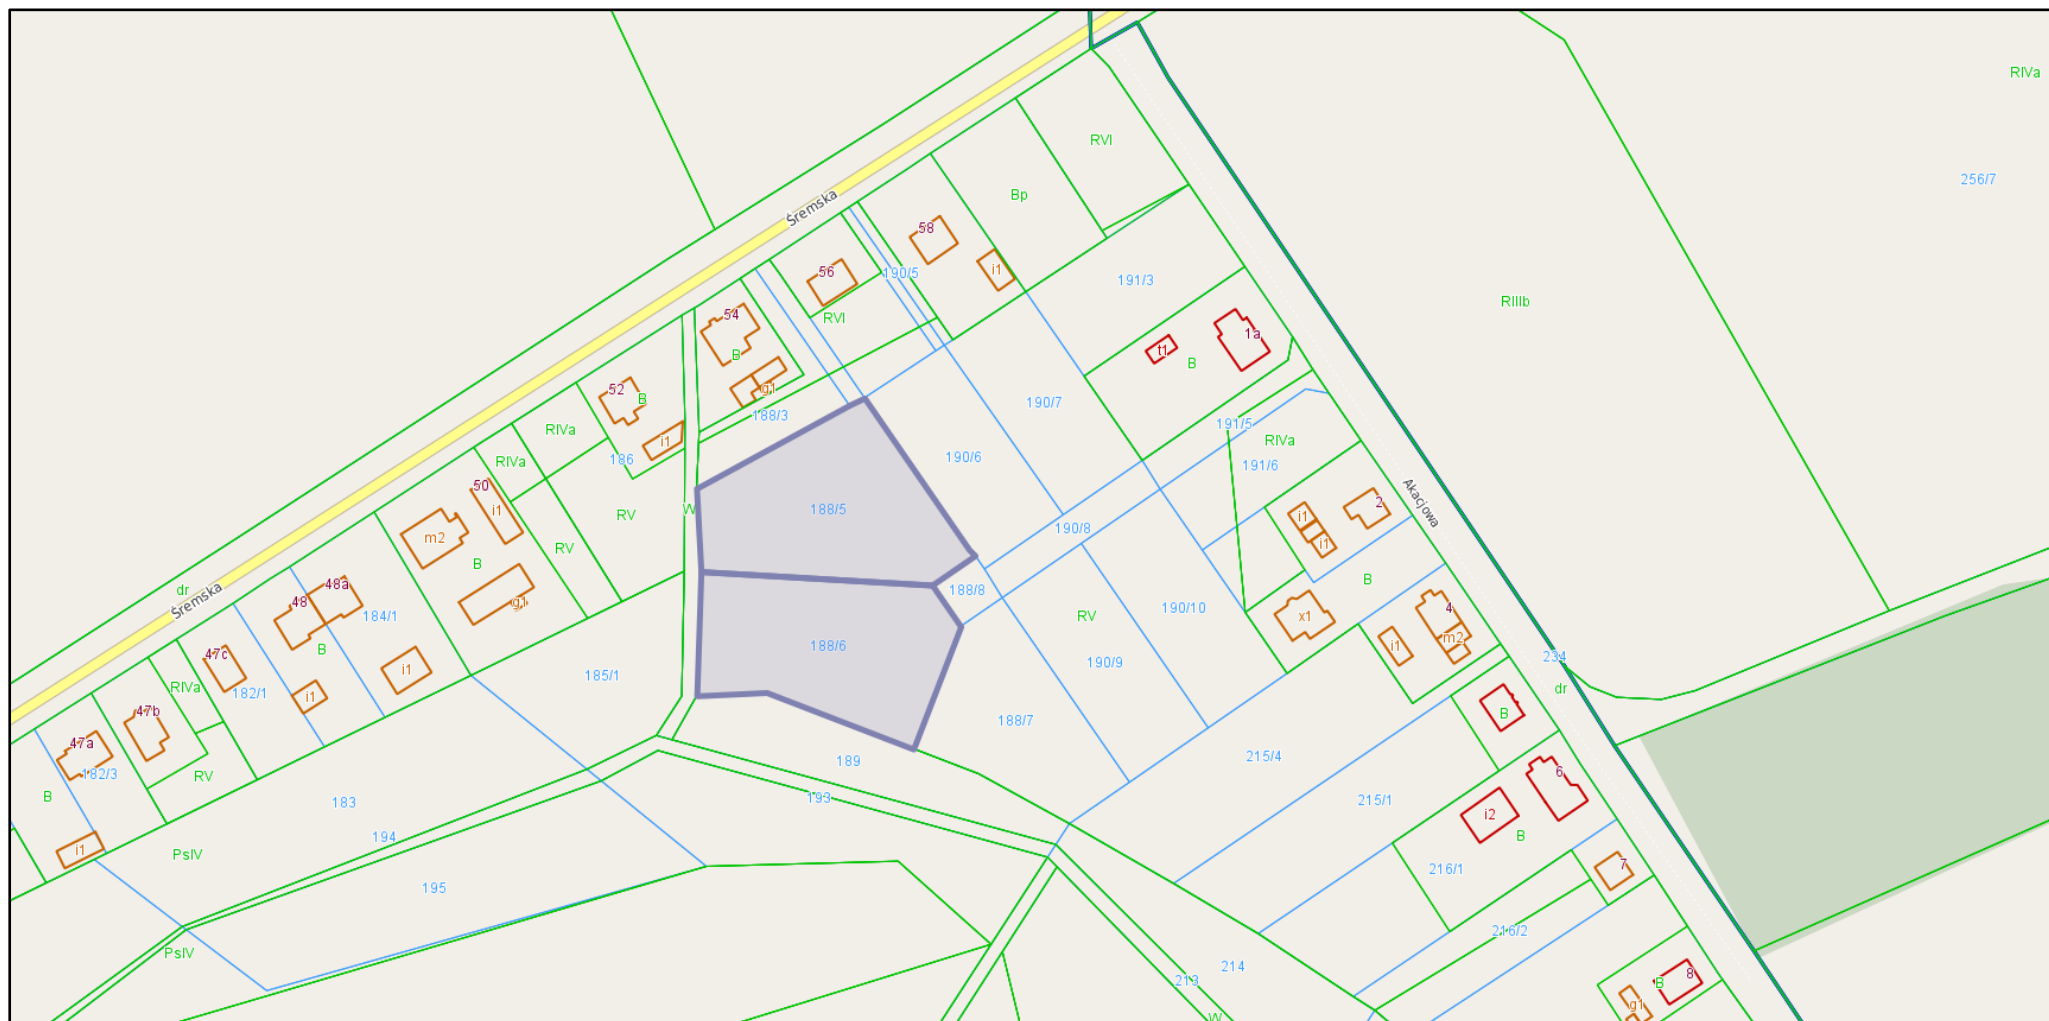 RIVa
RVI
256/7
Bp
Śremska
58
190/5
56
i1
191/3
RIIIb
RVI
54
1a
t1
B
B
g1
52
B
188/3
190/7
191/5
RIVa
i1
RIVa
186
190/6
191/6
RIVa
50
i1
RV
W
188/5
Akacjowa
2
i1
i1
190/8
m2
RV
B
B
dr
Śremska
48a
48
g1
184/1
188/8
RV
190/10
x1
4
m2
i1
B
188/6
47c
i1
185/1
190/9
234
RIVa
182/1
i1
dr
47b
188/7
B
47a
182/3
RV
189
215/4
6
B
183
193
215/1
i2
B
194
i1
PsIV
216/1
7
195
216/2
PsIV
214
213
8
B
g1
W